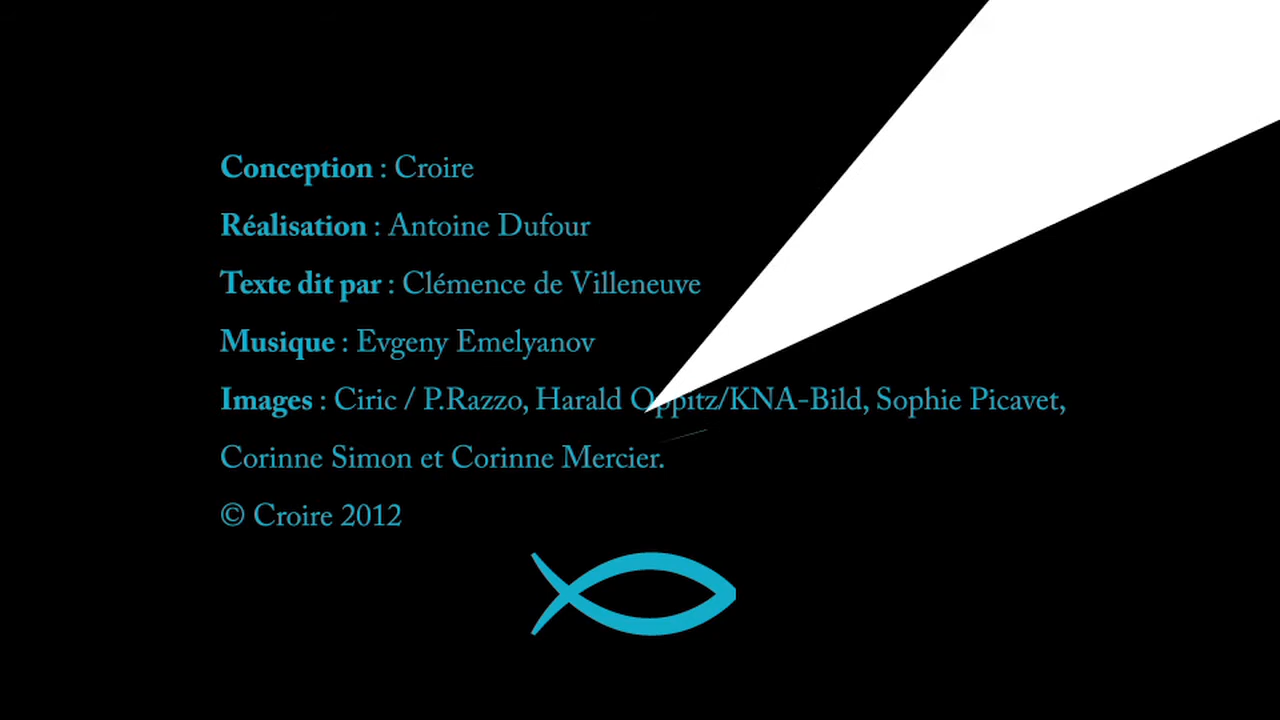 Conception : Croire
Réalisation : Antoine Dufour
Texte dit par : Clémence de Villeneuve
Musique : Evgeny Emelyanov
Images : Ciric / P.Razzo, Harald Oppitz/KNA-Bild, Sophie Picavet,
Corinne Simon et Corinne Mercier.
© Croire 2012